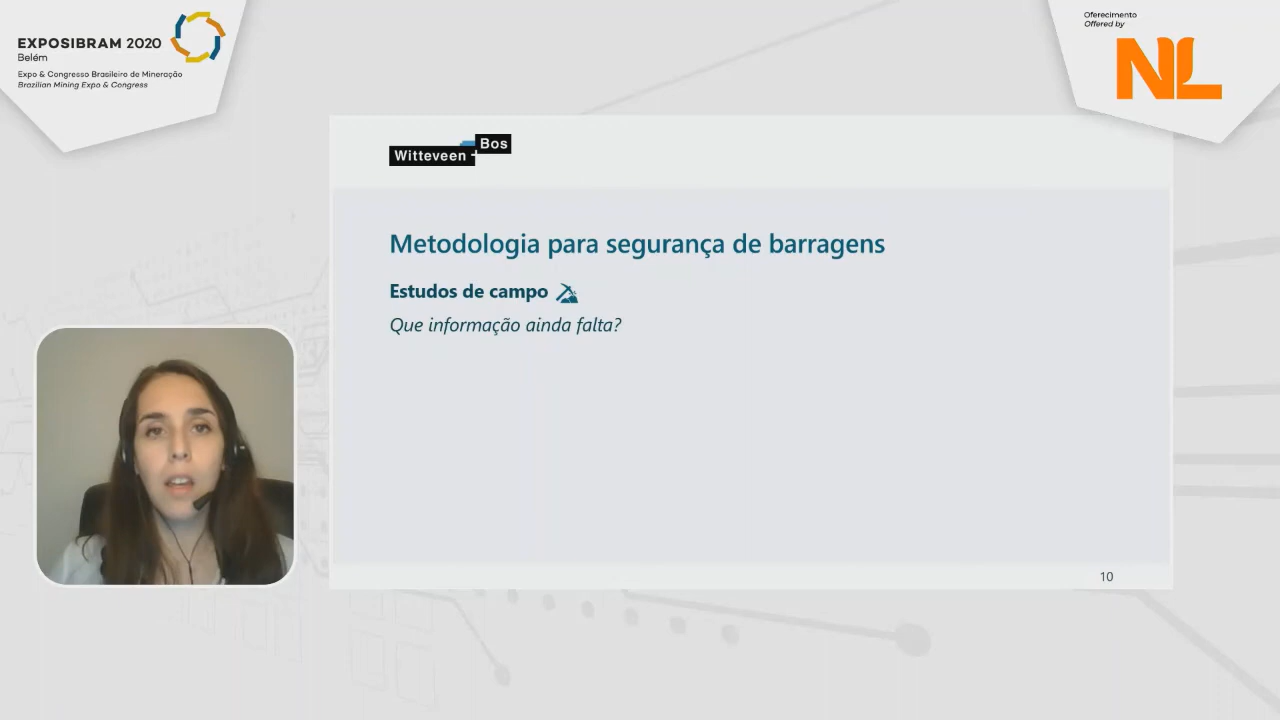 EXPOSIBRAM 2020
Belém
Expo & Congresso Brasileiro de Mineração
Brazilian Mining Expo & Congress
Oferecimento
Offered by
NL
Witteveen + Bos
Metodologia para segurança de barragens
Estudos de campo
Que informação ainda falta?
10